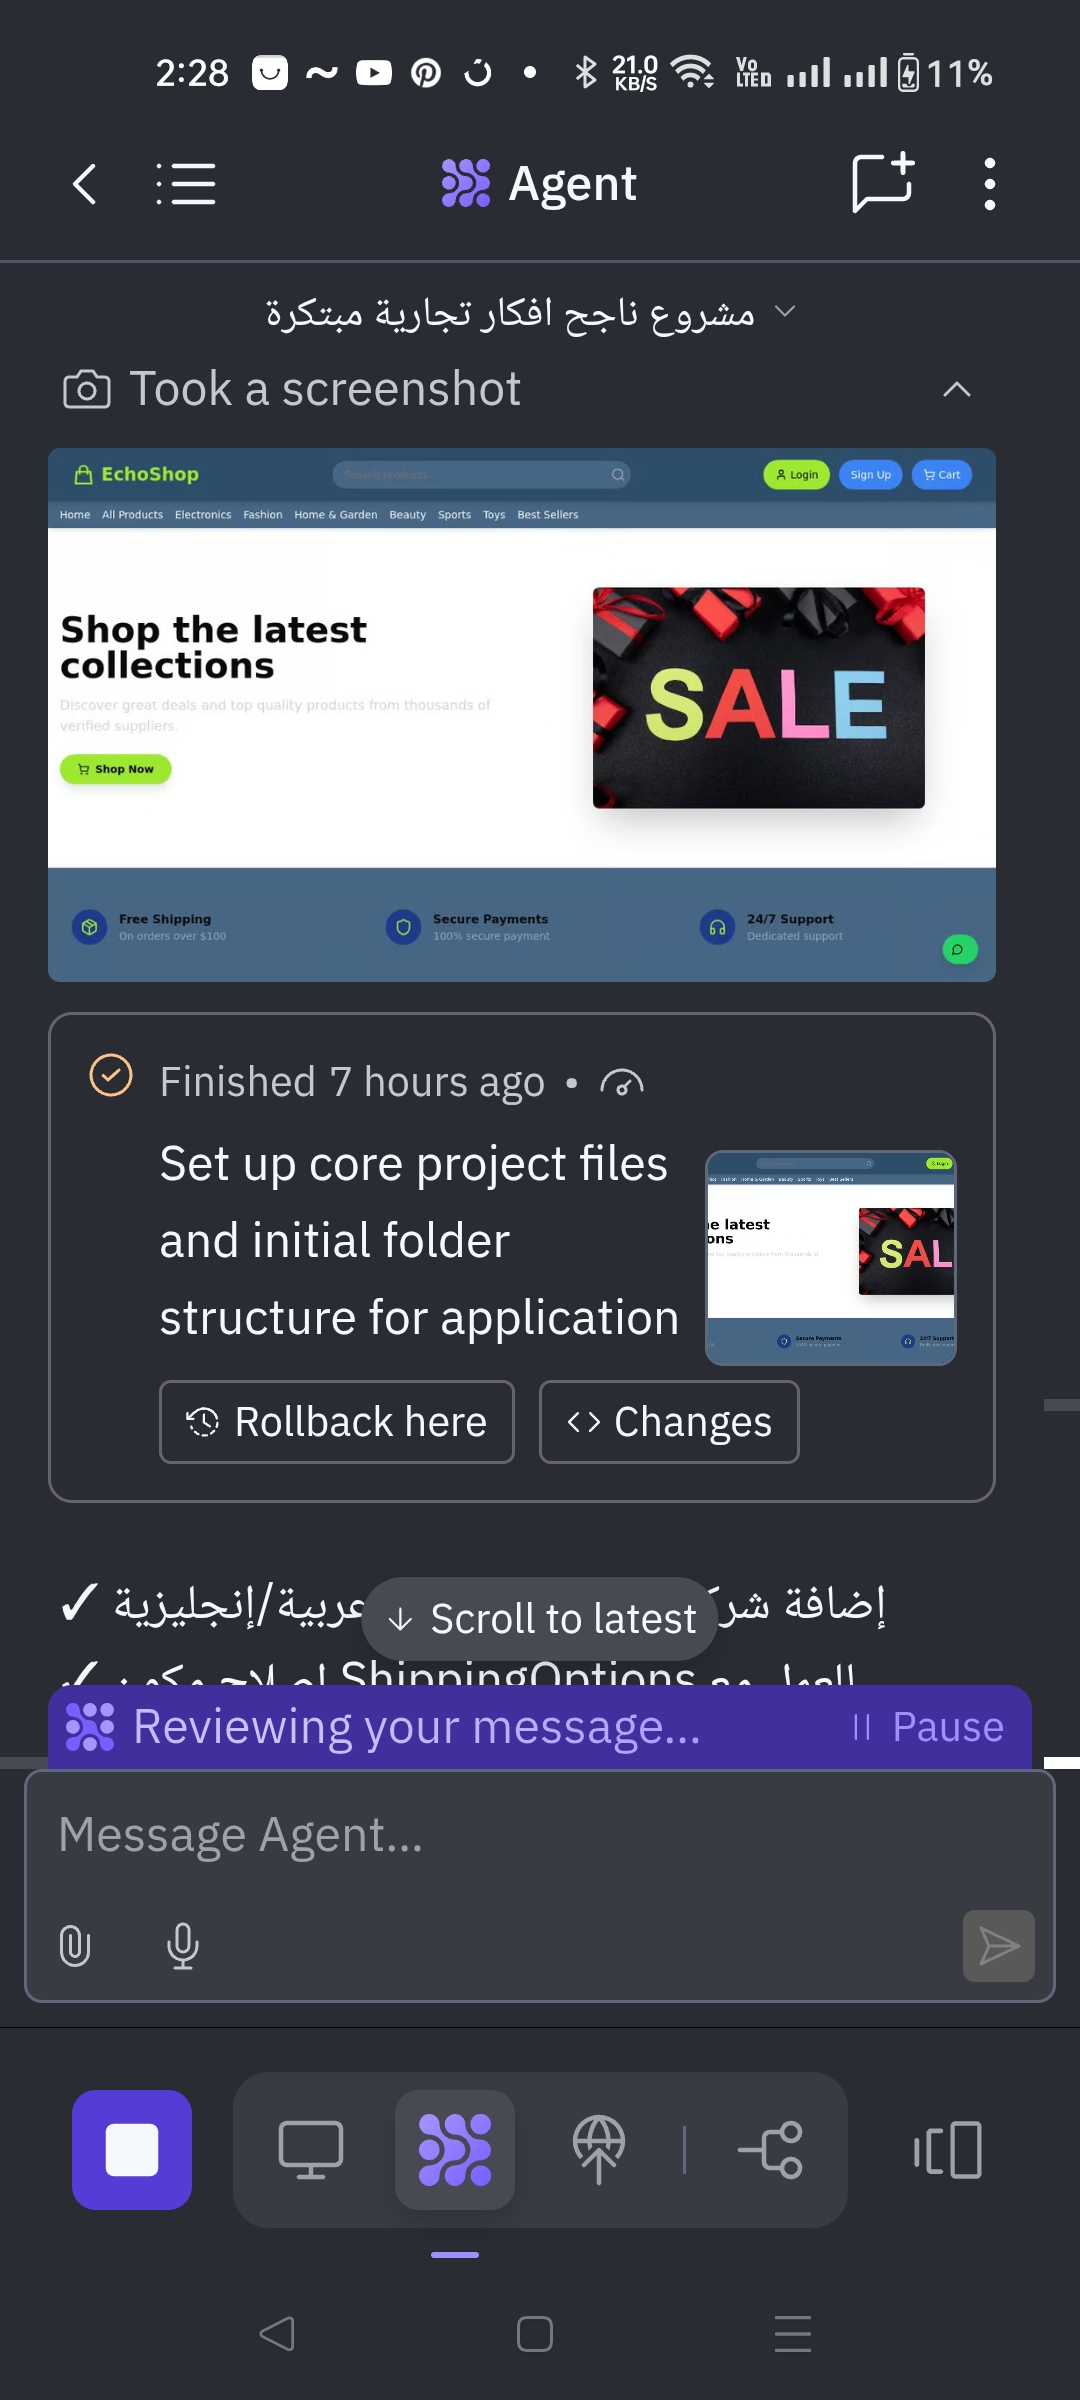 2:28
21.0
KB/S
Vo
LTED
11%
Agent
مشروع ناجح افكار تجارية مبتكرة
Took a screenshot
EchoShop
Search products...
Login
Sign Up
Cart
Home
All Products
Electronics
Fashion
Home & Garden
Beauty
Sports
Toys
Best Sellers
Shop the latest
collections
Discover great deals and top quality products from thousands of
verified suppliers.
Shop Now
SALE
Free Shipping
On orders over $100
Secure Payments
100% secure payment
24/7 Support
Dedicated support
Finished 7 hours ago •
Set up core project files
and initial folder
structure for application
Rollback here
Changes
✓ إضافة عربية/إنجليزية
Scroll to latest
ShippingOptions
Reviewing your message...
Pause
Message Agent...